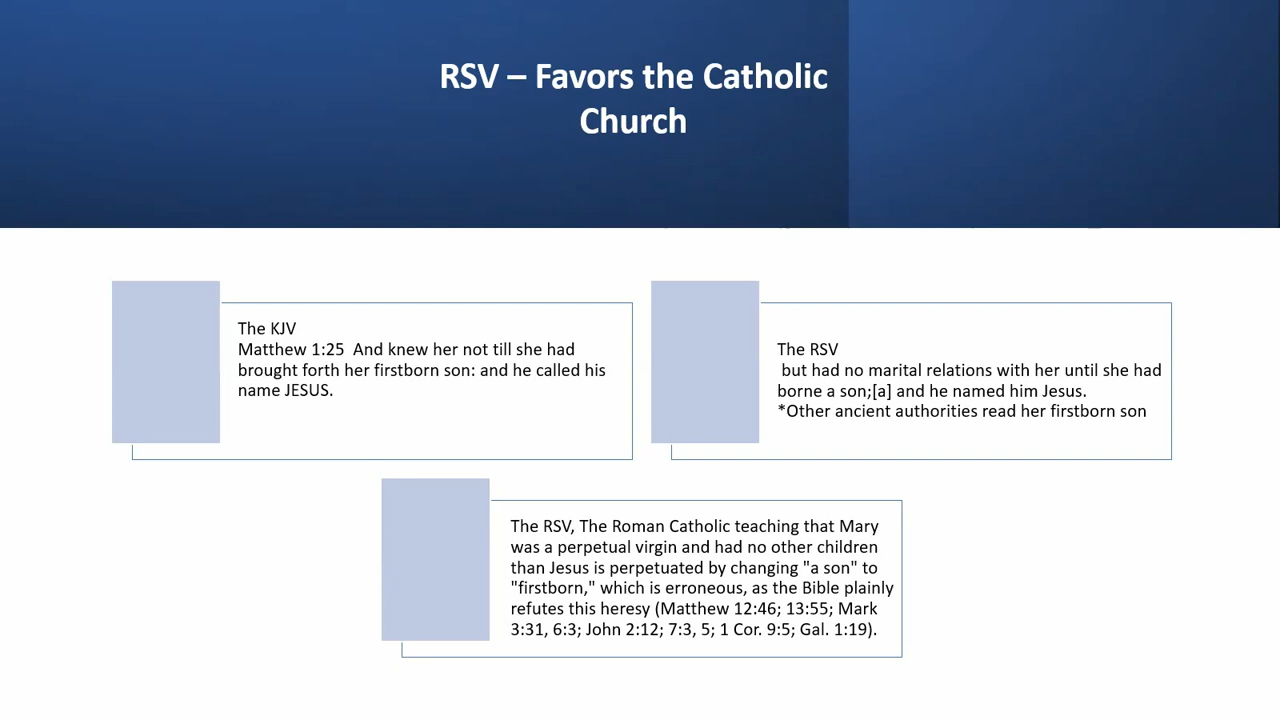 RSV – Favors the Catholic
Church
The KJV
Matthew 1:25  And knew her not till she had
brought forth her firstborn son: and he called his
name JESUS.
The RSV
but had no marital relations with her until she had
borne a son;[a] and he named him Jesus.
*Other ancient authorities read her firstborn son
The RSV, The Roman Catholic teaching that Mary
was a perpetual virgin and had no other children
than Jesus is perpetuated by changing "a son" to
"firstborn," which is erroneous, as the Bible plainly
refutes this heresy (Matthew 12:46; 13:55; Mark
3:31, 6:3; John 2:12; 7:3, 5; 1 Cor. 9:5; Gal. 1:19).